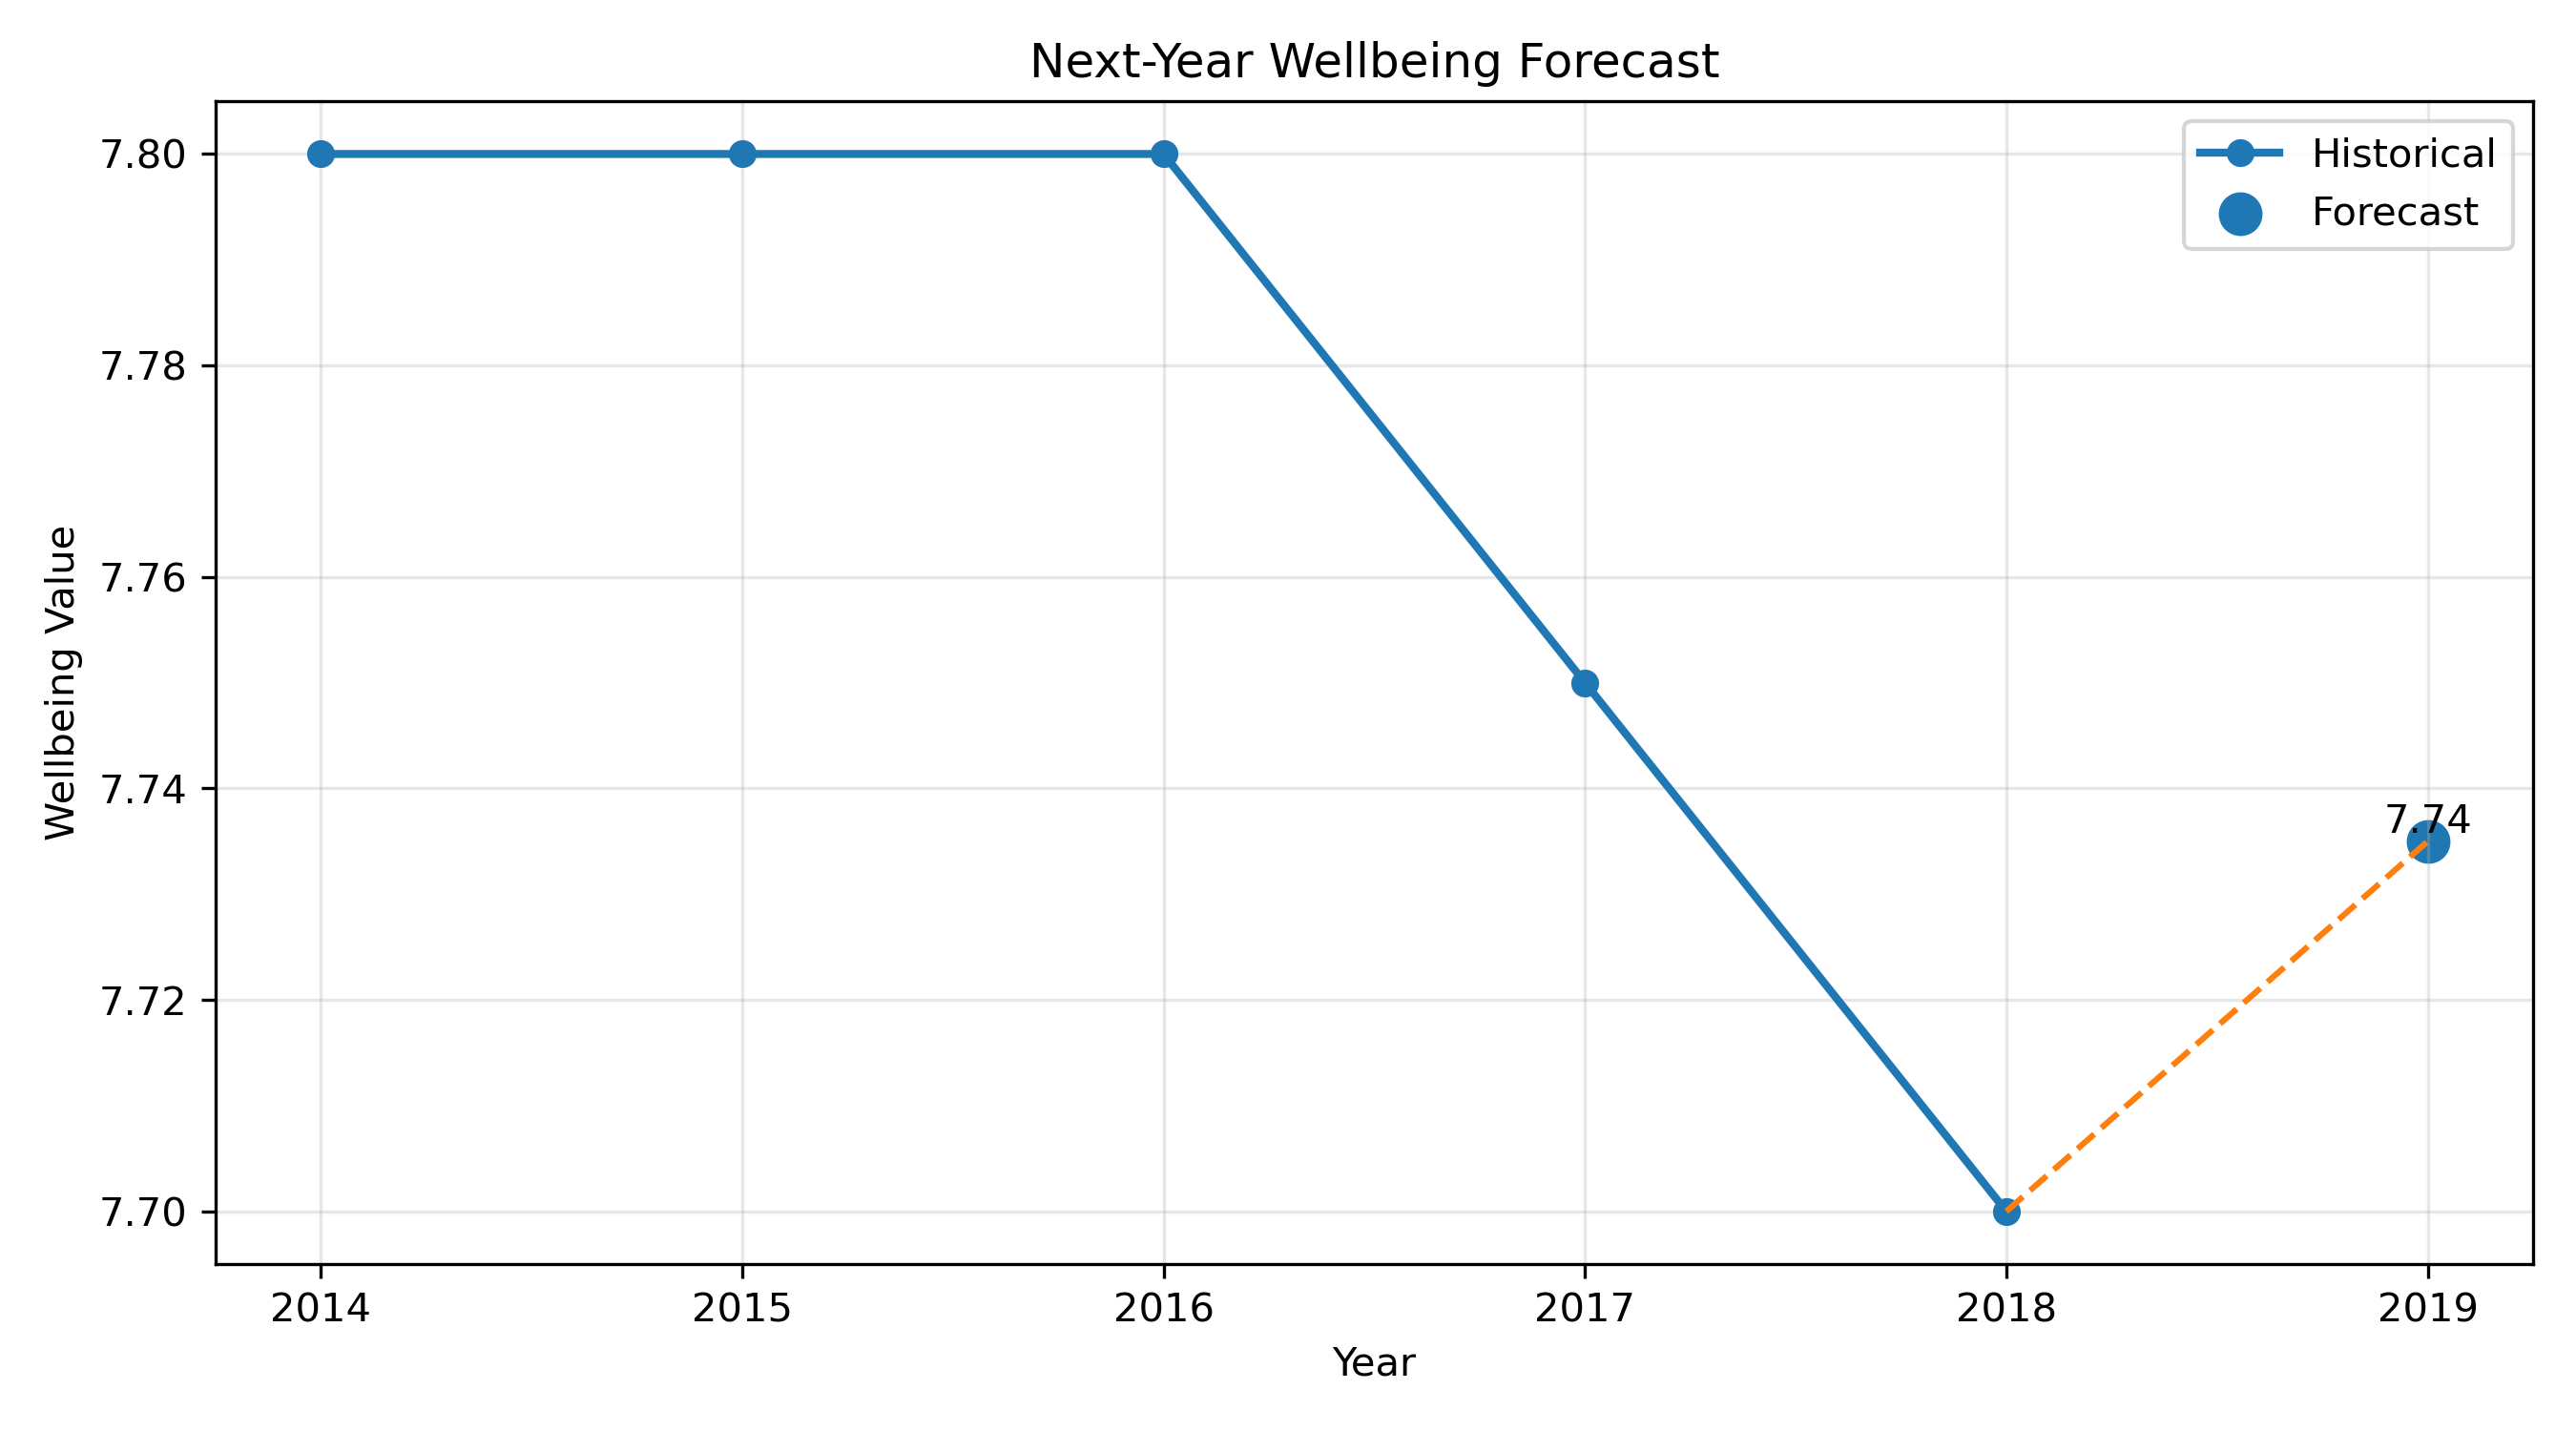 Next-Year Wellbeing Forecast
Historical
Forecast
7.80
7.78
7.76
7.74
7.72
7.70
Wellbeing Value
7.74
2014 2015 2016 2017 2018 2019
Year